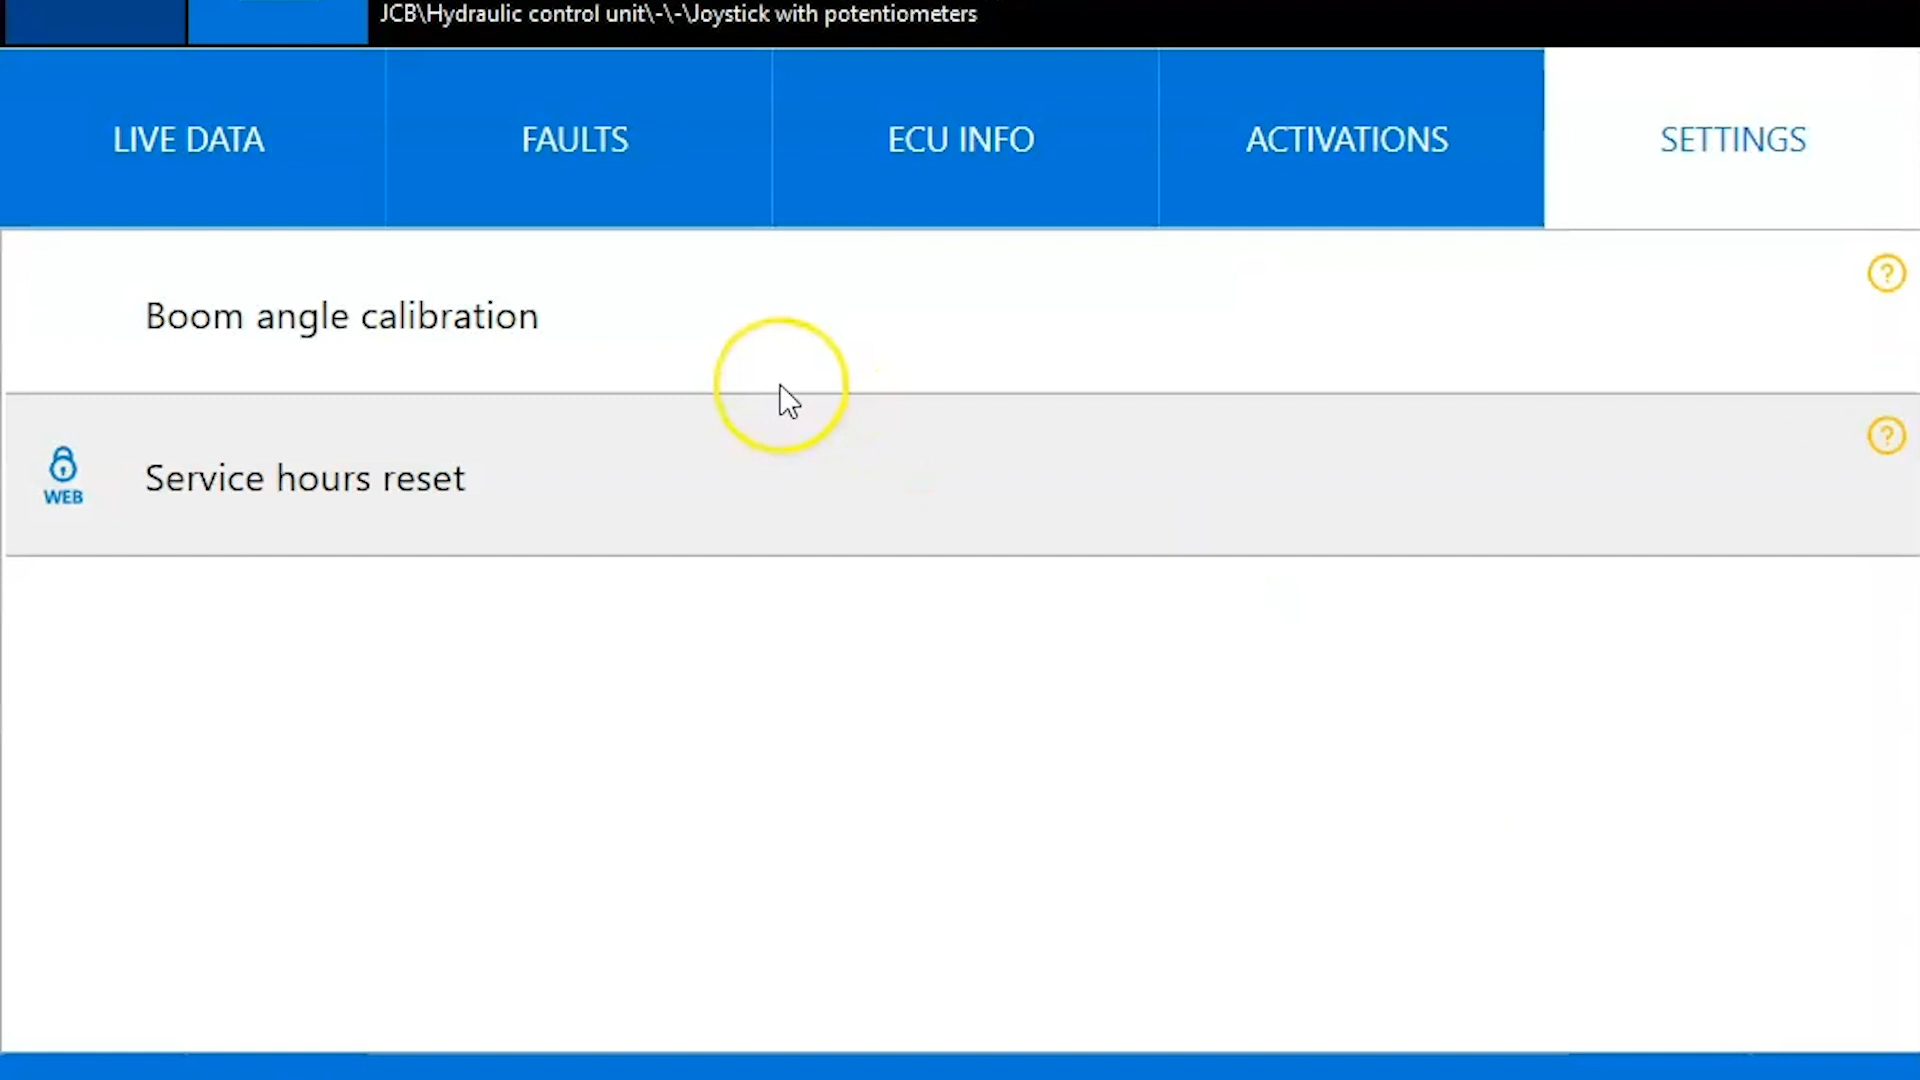 JCB\Hydraulic control unit\-\-\Joystick with potentiometers
LIVE DATA
FAULTS
ECU INFO
ACTIVATIONS
SETTINGS
Boom angle calibration
?
WEB
Service hours reset
?